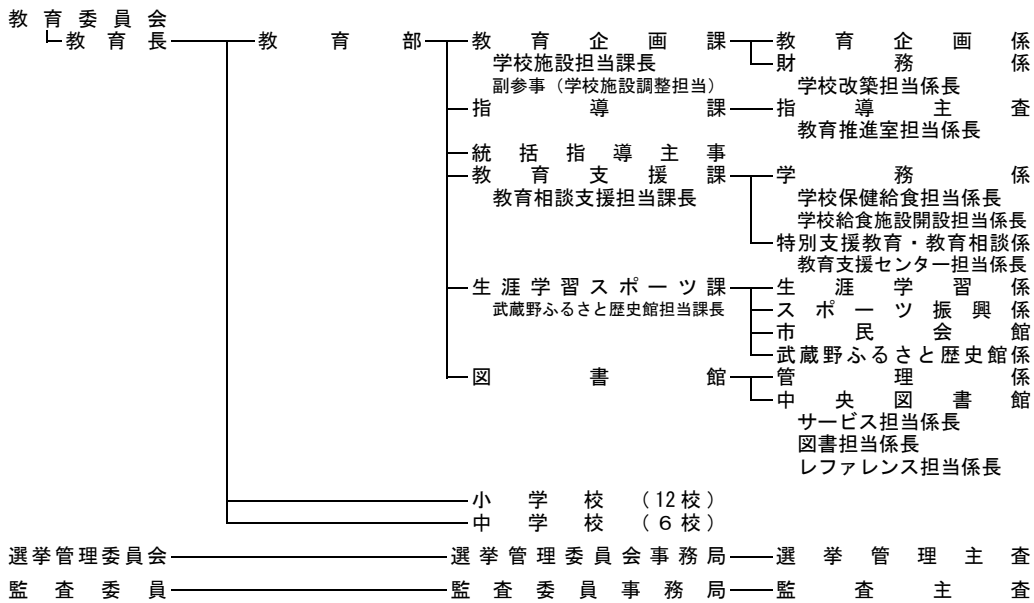 教育委員会
教育長 教育部 教育企画課 教育企画係
学校施設担当課長 財務係
副参事（学校施設調整担当） 学校改築担当係長
指導課 指導主査
教育推進室担当係長
統括指導主事
教育支援課 学務係
教育相談支援担当課長 学校保健給食担当係長
学校給食施設開設担当係長
特別支援教育・教育相談係
教育支援センター担当係長
生涯学習スポーツ課 生涯学習係
武蔵野ふるさと歴史館担当課長 スポーツ振興係
市民会館
武蔵野ふるさと歴史館係
図書館 管理係
中央図書館
サービス担当係長
図書担当係長
レファレンス担当係長
小学校（12校）
中学校（６校）
選挙管理委員会 選挙管理委員会事務局 選挙管理主査
監査委員 監査委員事務局 監査主査